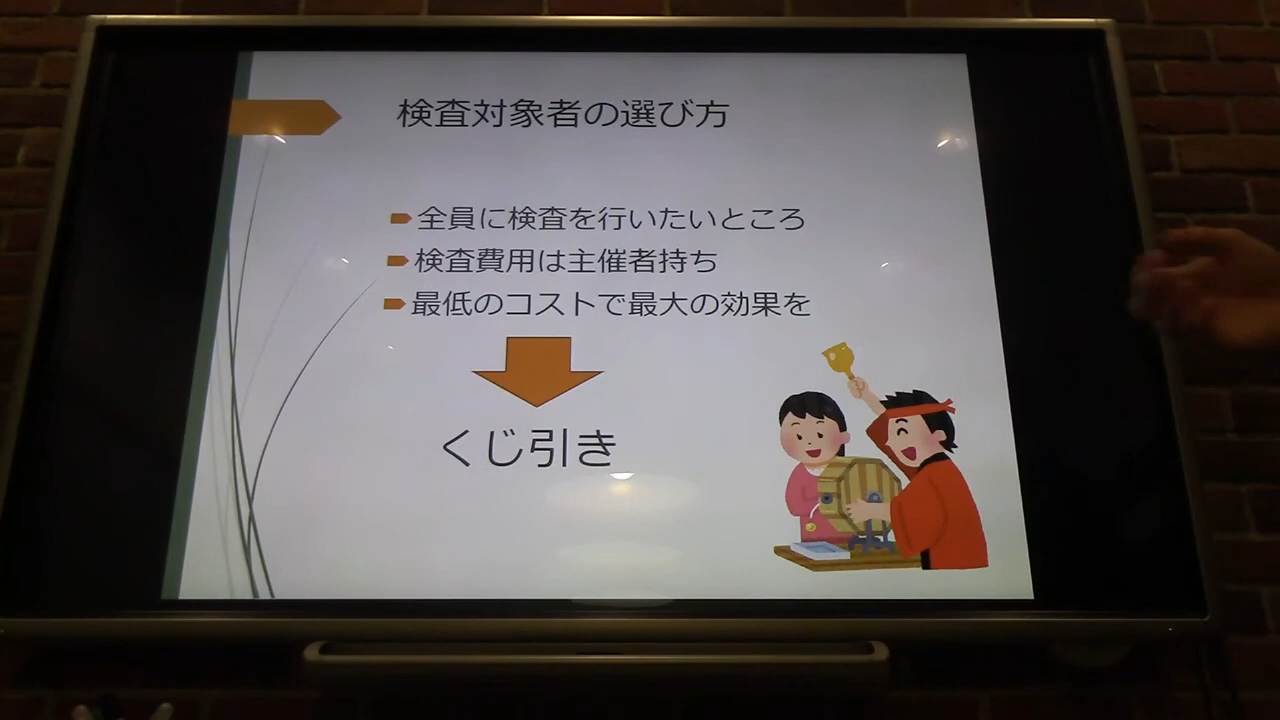 検査対象者の選び方
全員に検査を行いたいところ
検査費用は主催者持ち
最低のコストで最大の効果を
くじ引き